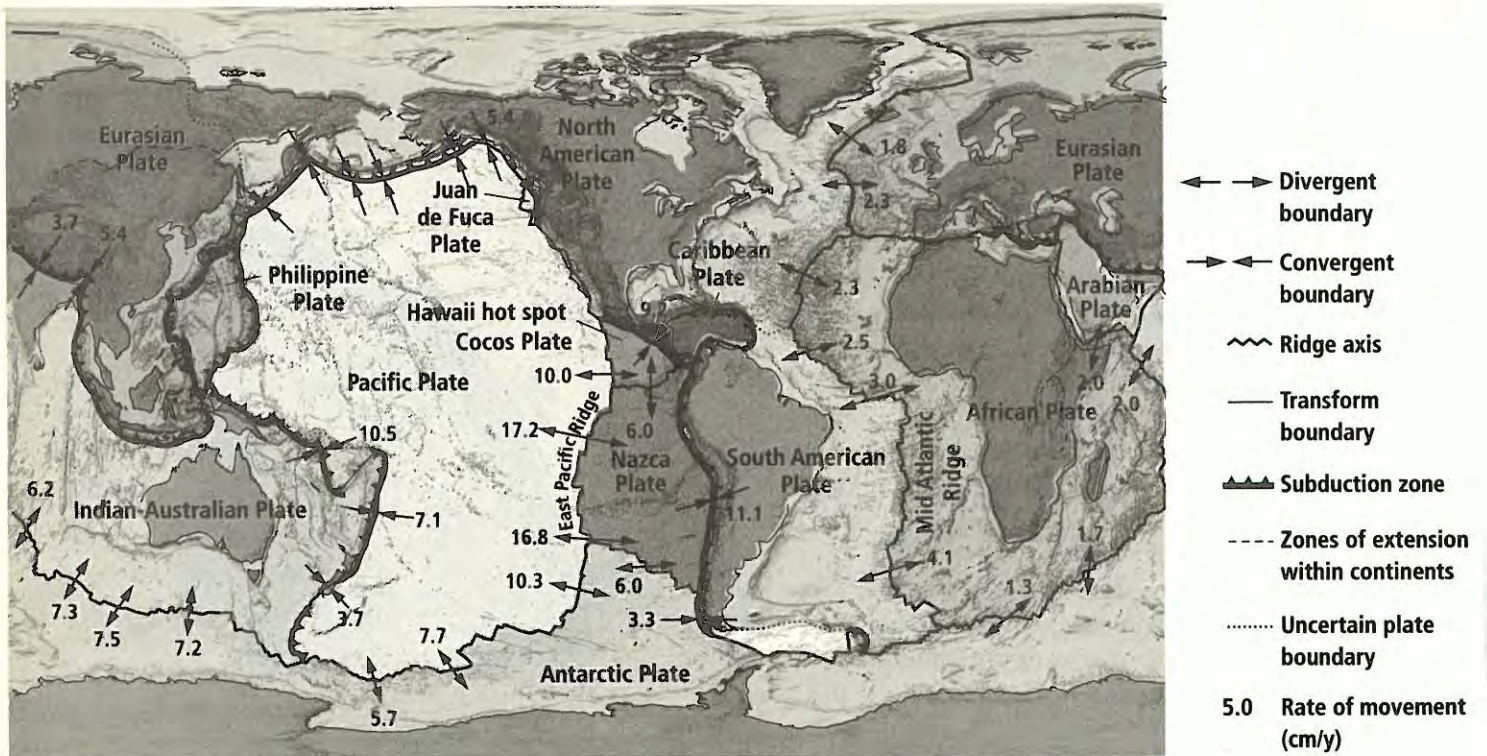 Eurasian
Plate
3.7
5.4
5.4
North
American
Plate
Juan
de Fuca
Plate
1.8
2.3
Eurasian
Plate
Philippine
Plate
Caribbean
Plate
Arabian
Plate
Hawaii hot spot
Cocos Plate
2.3
2.5
3.0
2.0
2.0
Pacific Plate
10.0
10.5
17.2
6.0
East Pacific Ridge
Nazca
Plate
South American
Plate
Mid Atlantic
Ridge
African Plate
6.2
Indian-Australian Plate
7.1
11.1
16.8
10.3
6.0
4.1
1.7
1.3
7.3
7.5
7.2
3.7
7.7
3.3
5.7
Antarctic Plate
Divergent
boundary
Convergent
boundary
Ridge axis
Transform
boundary
Subduction zone
Zones of extension
within continents
Uncertain plate
boundary
5.0 Rate of movement
(cm/y)